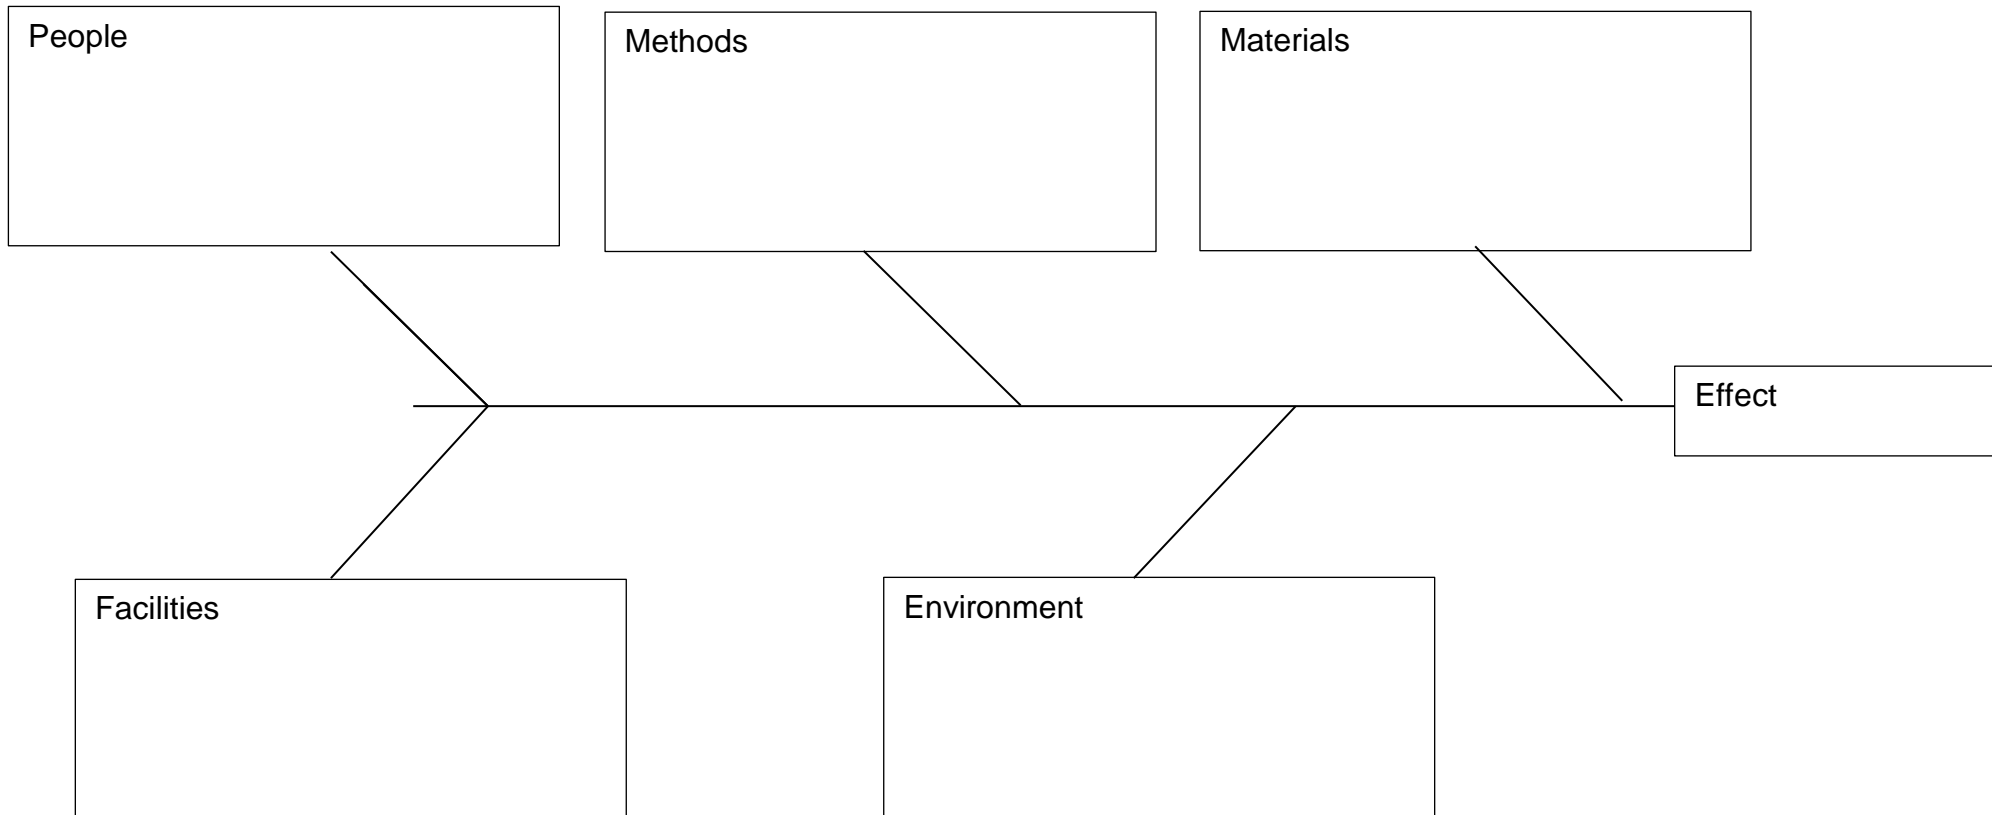 People
Methods
Materials
Effect
Facilities
Environment